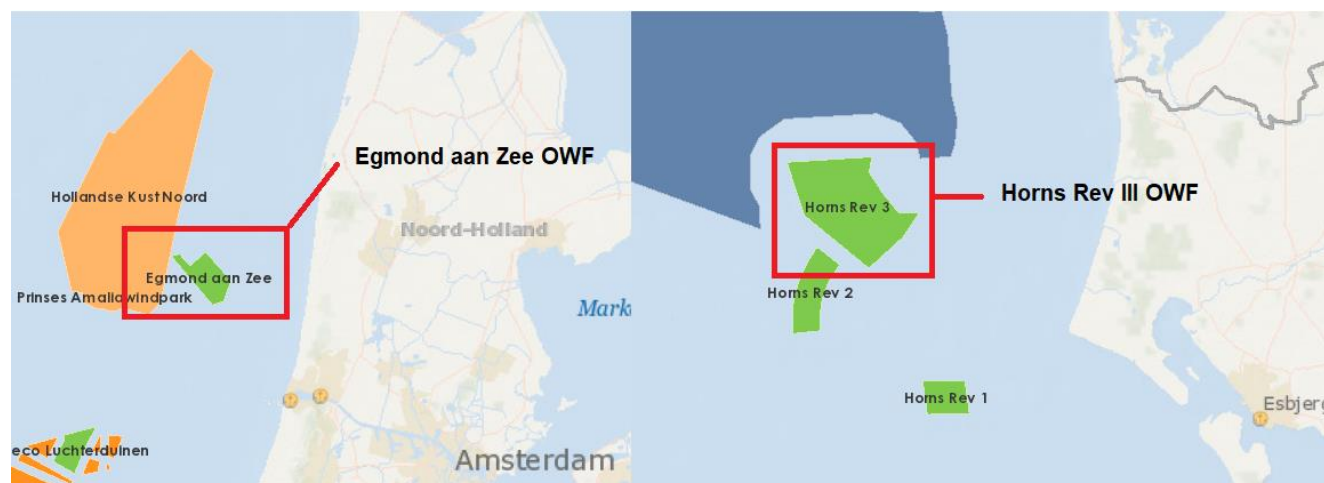 Egmond aan Zee OWF
Hollandse Kust Noord
Noord-Holland
Egmond aan Zee
Prinses Amaliawindpark
Mark
eco Luchterduinen
Amsterdam
Horns Rev III OWF
Horns Rev 3
Horns Rev 2
Horns Rev 1
Esbjerg